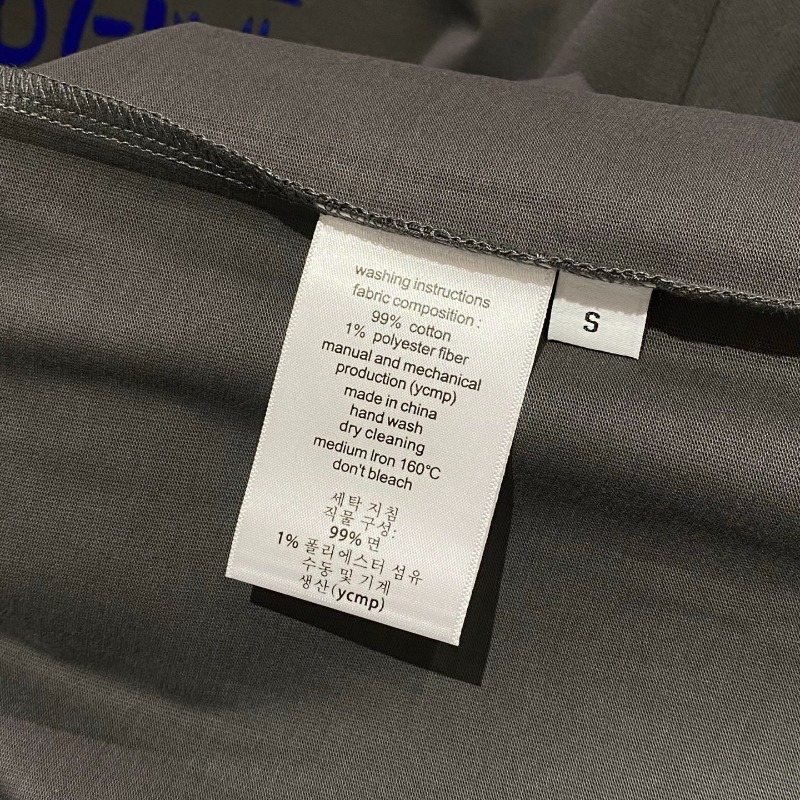 washing instructions
fabric composition :
99% cotton
1% polyester fiber
manual and mechanical
production (ycmp)
made in china
hand wash
dry cleaning
medium Iron 160℃
don't bleach
세탁 지침
직물 구성:
99% 면
1% 폴리에스터 섬유
수동 및 기계
생산(ycmp)
S